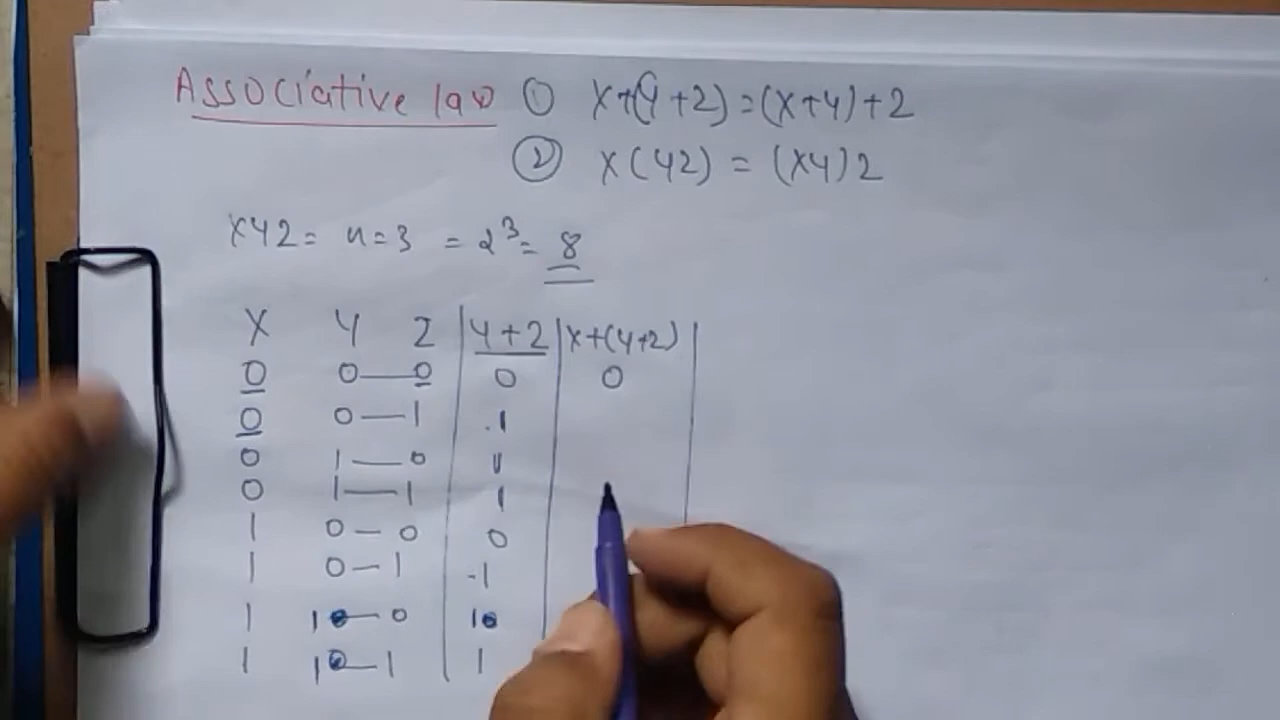 Associative law ① X+(Y+Z)=(X+Y)+Z
② X(YZ) = (XY)Z
XYZ = n=3 = 2³= 8
X Y Z Y+Z X+(Y+Z)
0 0 0 0 0
0 0 1 1
0 1 0 1
0 1 1 1
1 0 0 0
1 0 1 1
1 1 0 1
1 1 1 1